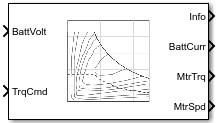 Info
BattVolt
BattCurr
MtrTrq
TrqCmd
MtrSpd